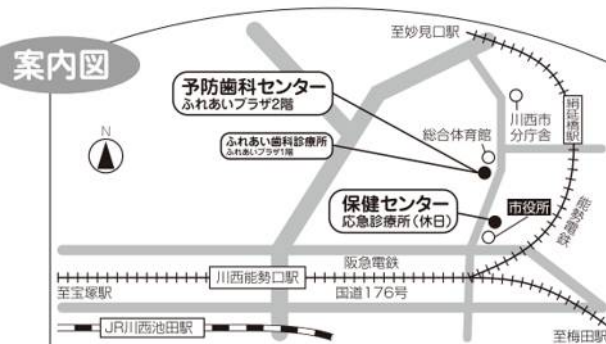 案内図
至妙見口駅
予防歯科センター
ふれあいプラザ2階
ふれあい歯科診療所
ふれあいプラザ1階
N
総合体育館
川西市
分庁舎
絹延橋駅
保健センター
応急診療所(休日)
市役所
能勢電鉄
阪急電鉄
川西能勢口駅
至宝塚駅
国道176号
JR川西池田駅
至梅田駅